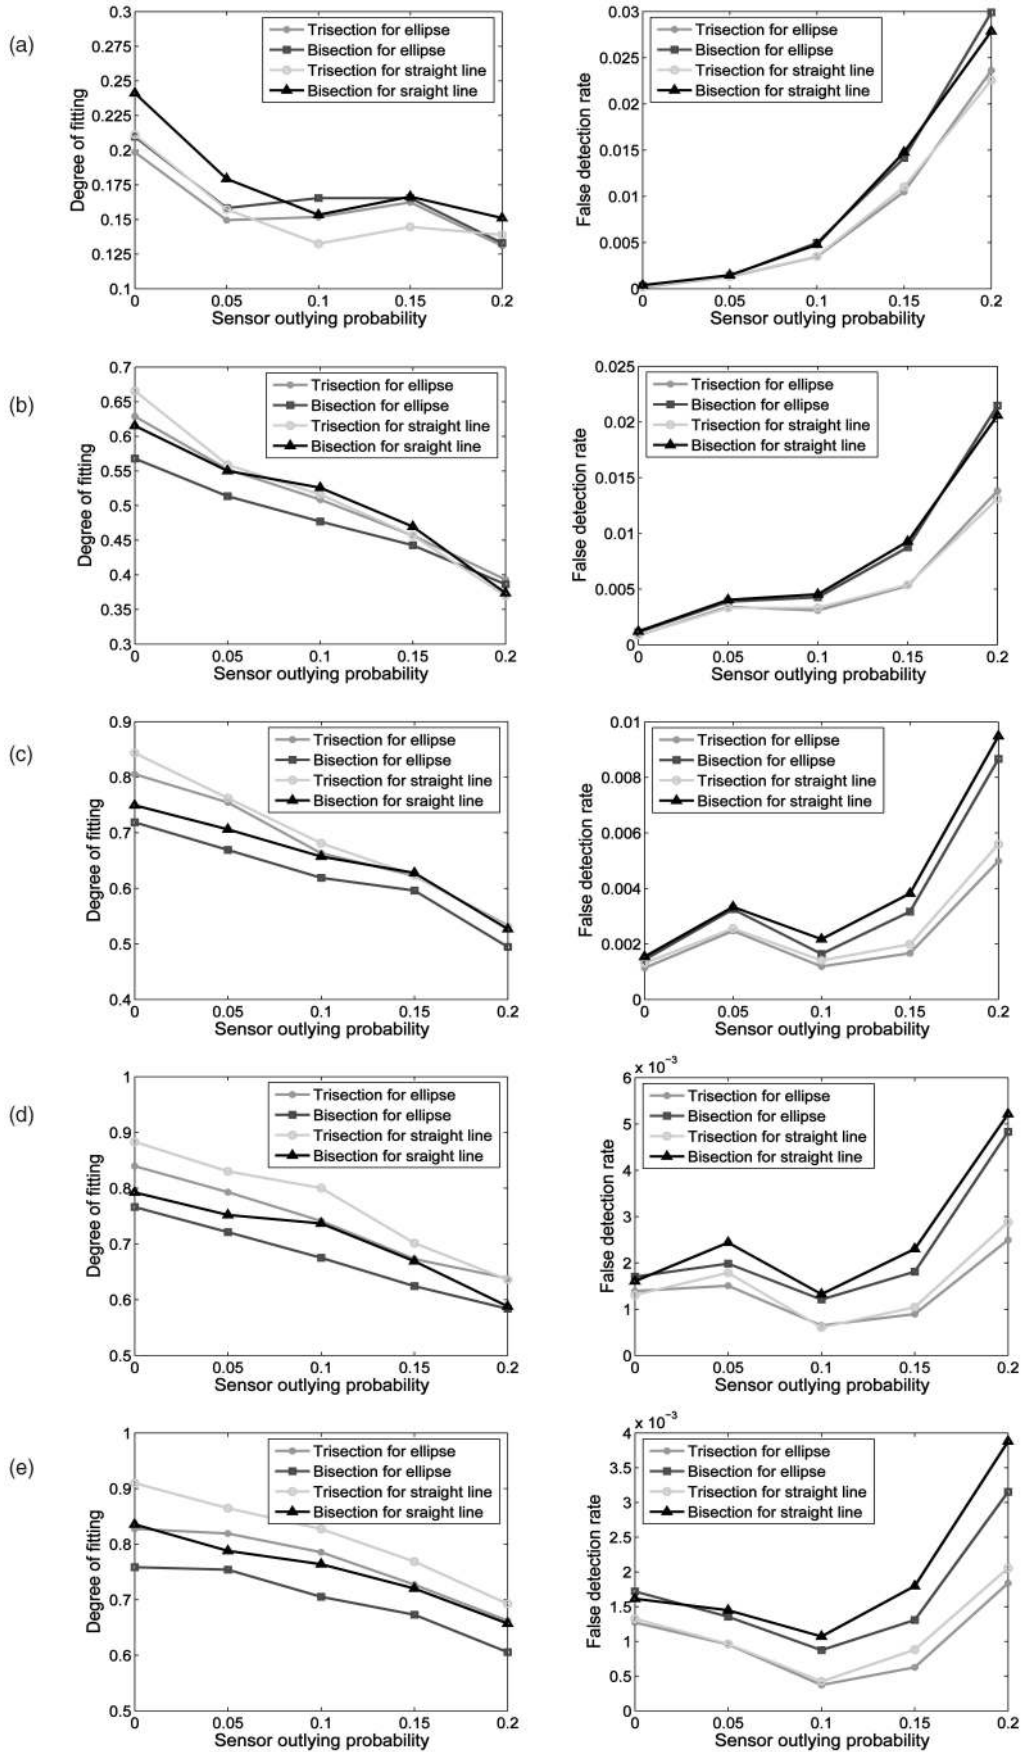 (a)
0.3
0.275
0.25
0.225
0.2
0.175
0.15
0.125
0.1
Degree of fitting
Trisection for ellipse
Bisection for ellipse
Trisection for straight line
Bisection for sraight line
0 0.05 0.1 0.15 0.2
Sensor outlying probability
0.03
0.025
0.02
0.015
0.01
0.005
0
False detection rate
Trisection for ellipse
Bisection for ellipse
Trisection for straight line
Bisection for straight line
0 0.05 0.1 0.15 0.2
Sensor outlying probability
(b)
0.7
0.65
0.6
0.55
0.5
0.45
0.4
0.35
0.3
Degree of fitting
Trisection for ellipse
Bisection for ellipse
Trisection for straight line
Bisection for sraight line
0 0.05 0.1 0.15 0.2
Sensor outlying probability
0.025
0.02
0.015
0.01
0.005
0
False detection rate
Trisection for ellipse
Bisection for ellipse
Trisection for straight line
Bisection for straight line
0 0.05 0.1 0.15 0.2
Sensor outlying probability
(c)
0.9
0.8
0.7
0.6
0.5
0.4
Degree of fitting
Trisection for ellipse
Bisection for ellipse
Trisection for straight line
Bisection for sraight line
0 0.05 0.1 0.15 0.2
Sensor outlying probability
0.01
0.008
0.006
0.004
0.002
0
False detection rate
Trisection for ellipse
Bisection for ellipse
Trisection for straight line
Bisection for straight line
0 0.05 0.1 0.15 0.2
Sensor outlying probability
(d)
1
0.9
0.8
0.7
0.6
0.5
Degree of fitting
Trisection for ellipse
Bisection for ellipse
Trisection for straight line
Bisection for sraight line
0 0.05 0.1 0.15 0.2
Sensor outlying probability
x 10⁻³
6
5
4
3
2
1
0
False detection rate
Trisection for ellipse
Bisection for ellipse
Trisection for straight line
Bisection for straight line
0 0.05 0.1 0.15 0.2
Sensor outlying probability
(e)
1
0.9
0.8
0.7
0.6
0.5
Degree of fitting
Trisection for ellipse
Bisection for ellipse
Trisection for straight line
Bisection for sraight line
0 0.05 0.1 0.15 0.2
Sensor outlying probability
x 10⁻³
4
3.5
3
2.5
2
1.5
1
0.5
0
False detection rate
Trisection for ellipse
Bisection for ellipse
Trisection for straight line
Bisection for straight line
0 0.05 0.1 0.15 0.2
Sensor outlying probability